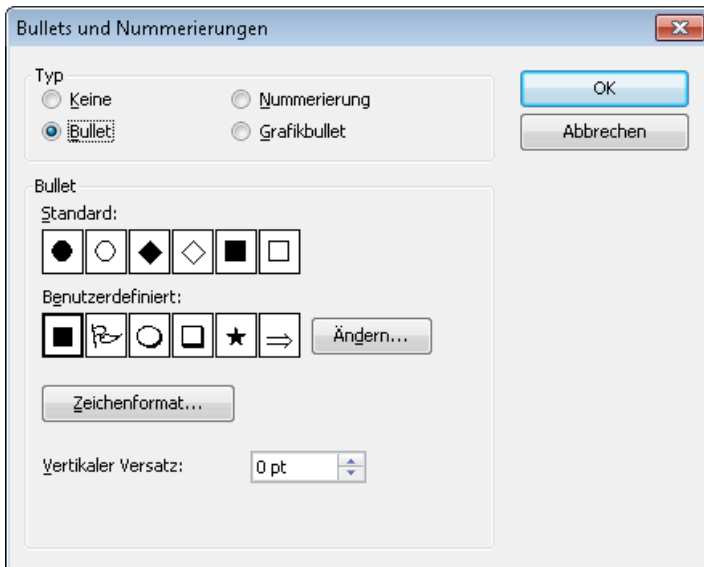 Bullets und Nummerierungen
Typ
Keine
Nummerierung
OK
Bullet
Grafikbullet
Abbrechen
Bullet
Standard:
Benutzerdefiniert:
Ändern...
Zeichenformat...
Vertikaler Versatz:
0 pt